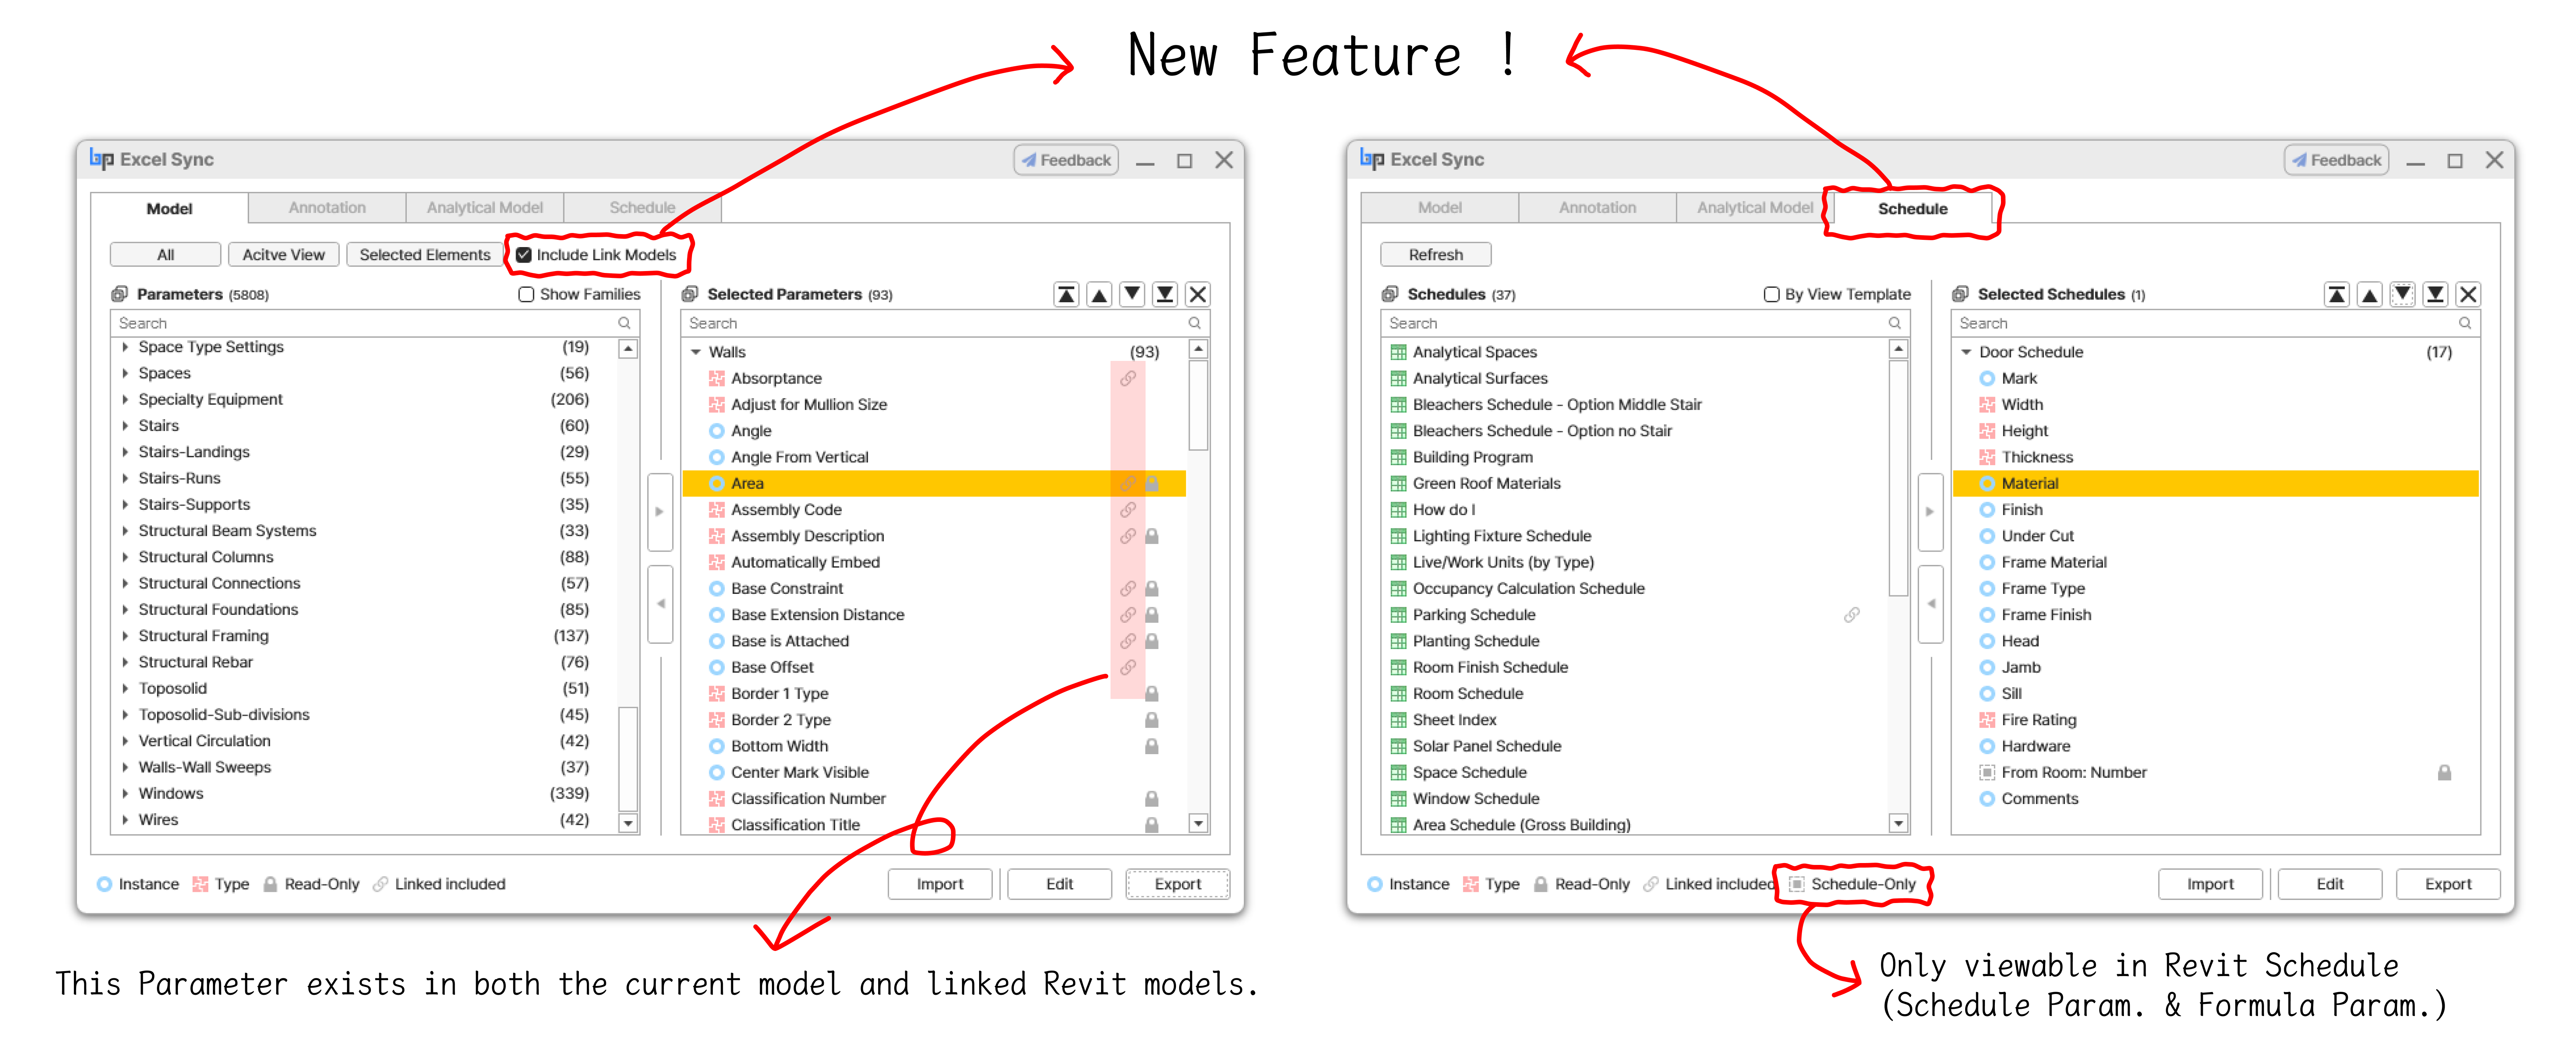 New Feature !
bp Excel Sync
Feedback
Model
Annotation
Analytical Model
Schedule
All
Acitve View
Selected Elements
Include Link Models
Parameters (5808)
Show Families
Search
Space Type Settings (19)
Spaces (56)
Specialty Equipment (206)
Stairs (60)
Stairs-Landings (29)
Stairs-Runs (55)
Stairs-Supports (35)
Structural Beam Systems (33)
Structural Columns (88)
Structural Connections (57)
Structural Foundations (85)
Structural Framing (137)
Structural Rebar (76)
Toposolid (51)
Toposolid-Sub-divisions (45)
Vertical Circulation (42)
Walls-Wall Sweeps (37)
Windows (339)
Wires (42)
Selected Parameters (93)
Search
Walls (93)
Absorptance
Adjust for Mullion Size
Angle
Angle From Vertical
Area
Assembly Code
Assembly Description
Automatically Embed
Base Constraint
Base Extension Distance
Base is Attached
Base Offset
Border 1 Type
Border 2 Type
Bottom Width
Center Mark Visible
Classification Number
Classification Title
Instance
Type
Read-Only
Linked included
Import
Edit
Export
This Parameter exists in both the current model and linked Revit models.
bp Excel Sync
Feedback
Model
Annotation
Analytical Model
Schedule
Refresh
Schedules (37)
By View Template
Search
Analytical Spaces
Analytical Surfaces
Bleachers Schedule - Option Middle Stair
Bleachers Schedule - Option no Stair
Building Program
Green Roof Materials
How do I
Lighting Fixture Schedule
Live/Work Units (by Type)
Occupancy Calculation Schedule
Parking Schedule
Planting Schedule
Room Finish Schedule
Room Schedule
Sheet Index
Solar Panel Schedule
Space Schedule
Window Schedule
Area Schedule (Gross Building)
Selected Schedules (1)
Search
Door Schedule (17)
Mark
Width
Height
Thickness
Material
Finish
Under Cut
Frame Material
Frame Type
Frame Finish
Head
Jamb
Sill
Fire Rating
Hardware
From Room: Number
Comments
Instance
Type
Read-Only
Linked included
Schedule-Only
Import
Edit
Export
Only viewable in Revit Schedule
(Schedule Param. & Formula Param.)